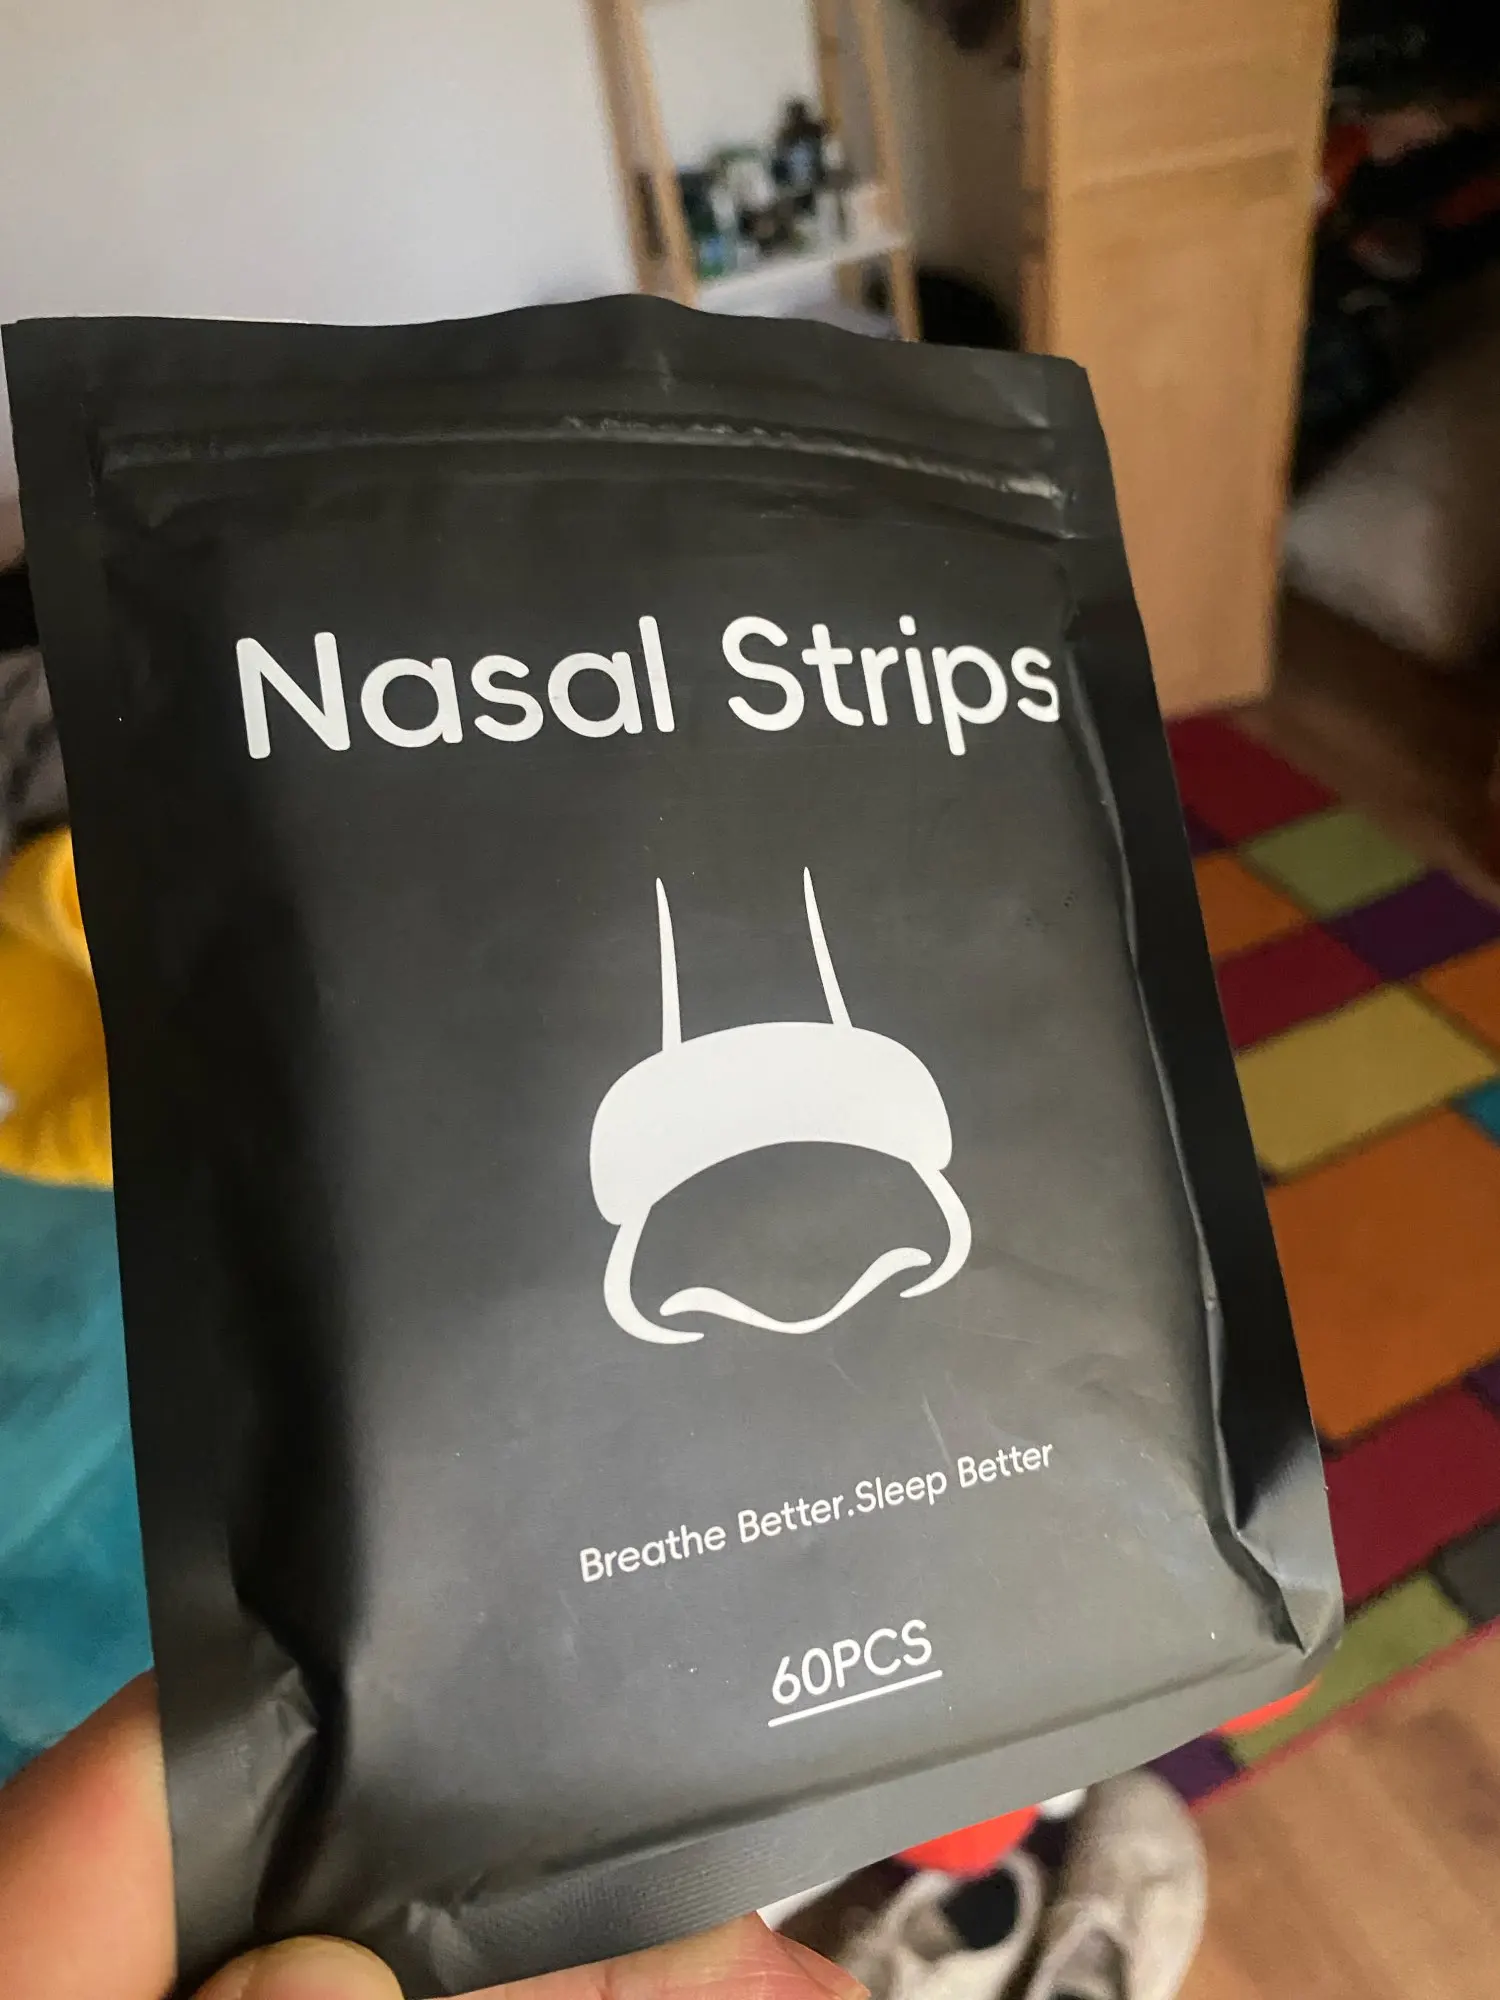 Nasal Strips
Breathe Better.Sleep Better
60PCS